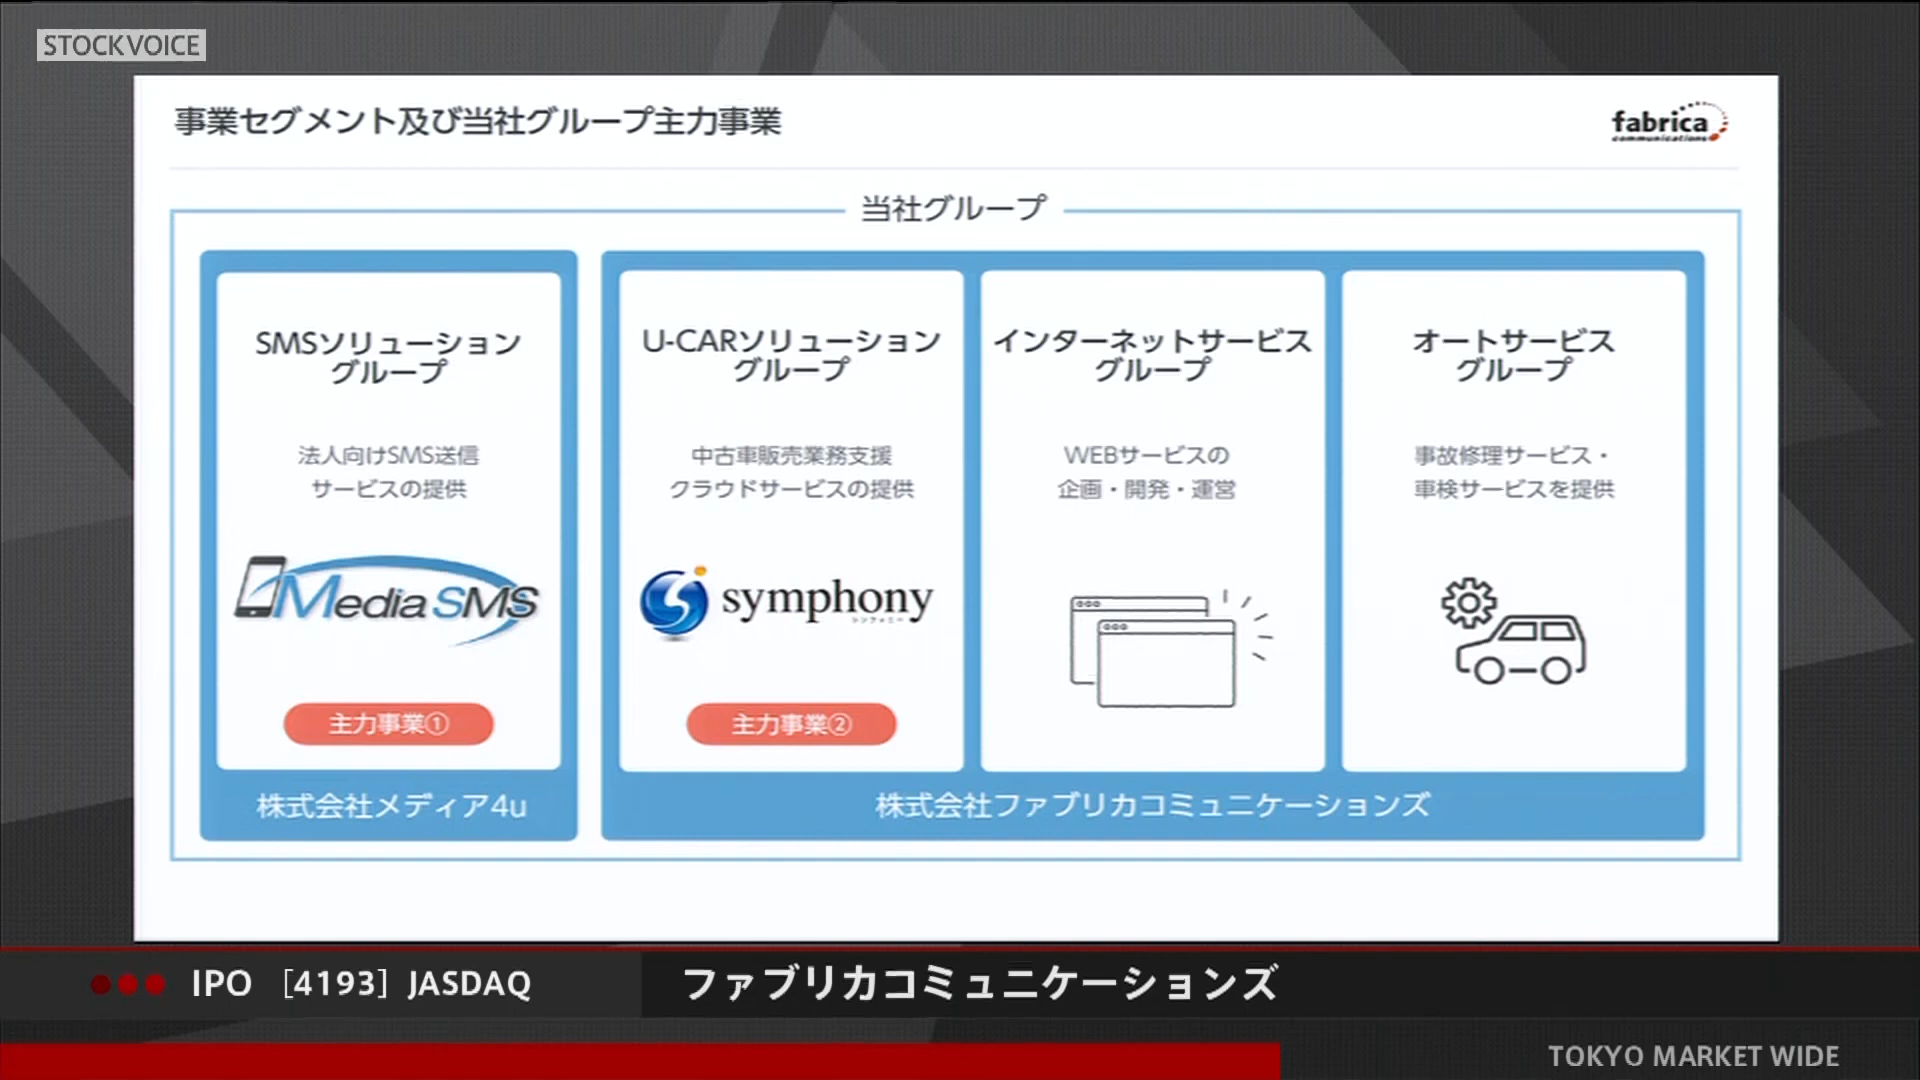 STOCKVOICE
事業セグメント及び当社グループ主力事業
fabrica
communications
当社グループ
SMSソリューション
グループ
法人向けSMS送信
サービスの提供
Media SMS
主力事業①
株式会社メディア4u
U-CARソリューション
グループ
中古車販売業務支援
クラウドサービスの提供
symphony
シンフォニー
主力事業②
インターネットサービス
グループ
WEBサービスの
企画・開発・運営
オートサービス
グループ
事故修理サービス・
車検サービスを提供
株式会社ファブリカコミュニケーションズ
IPO [4193] JASDAQ
ファブリカコミュニケーションズ
TOKYO MARKET WIDE